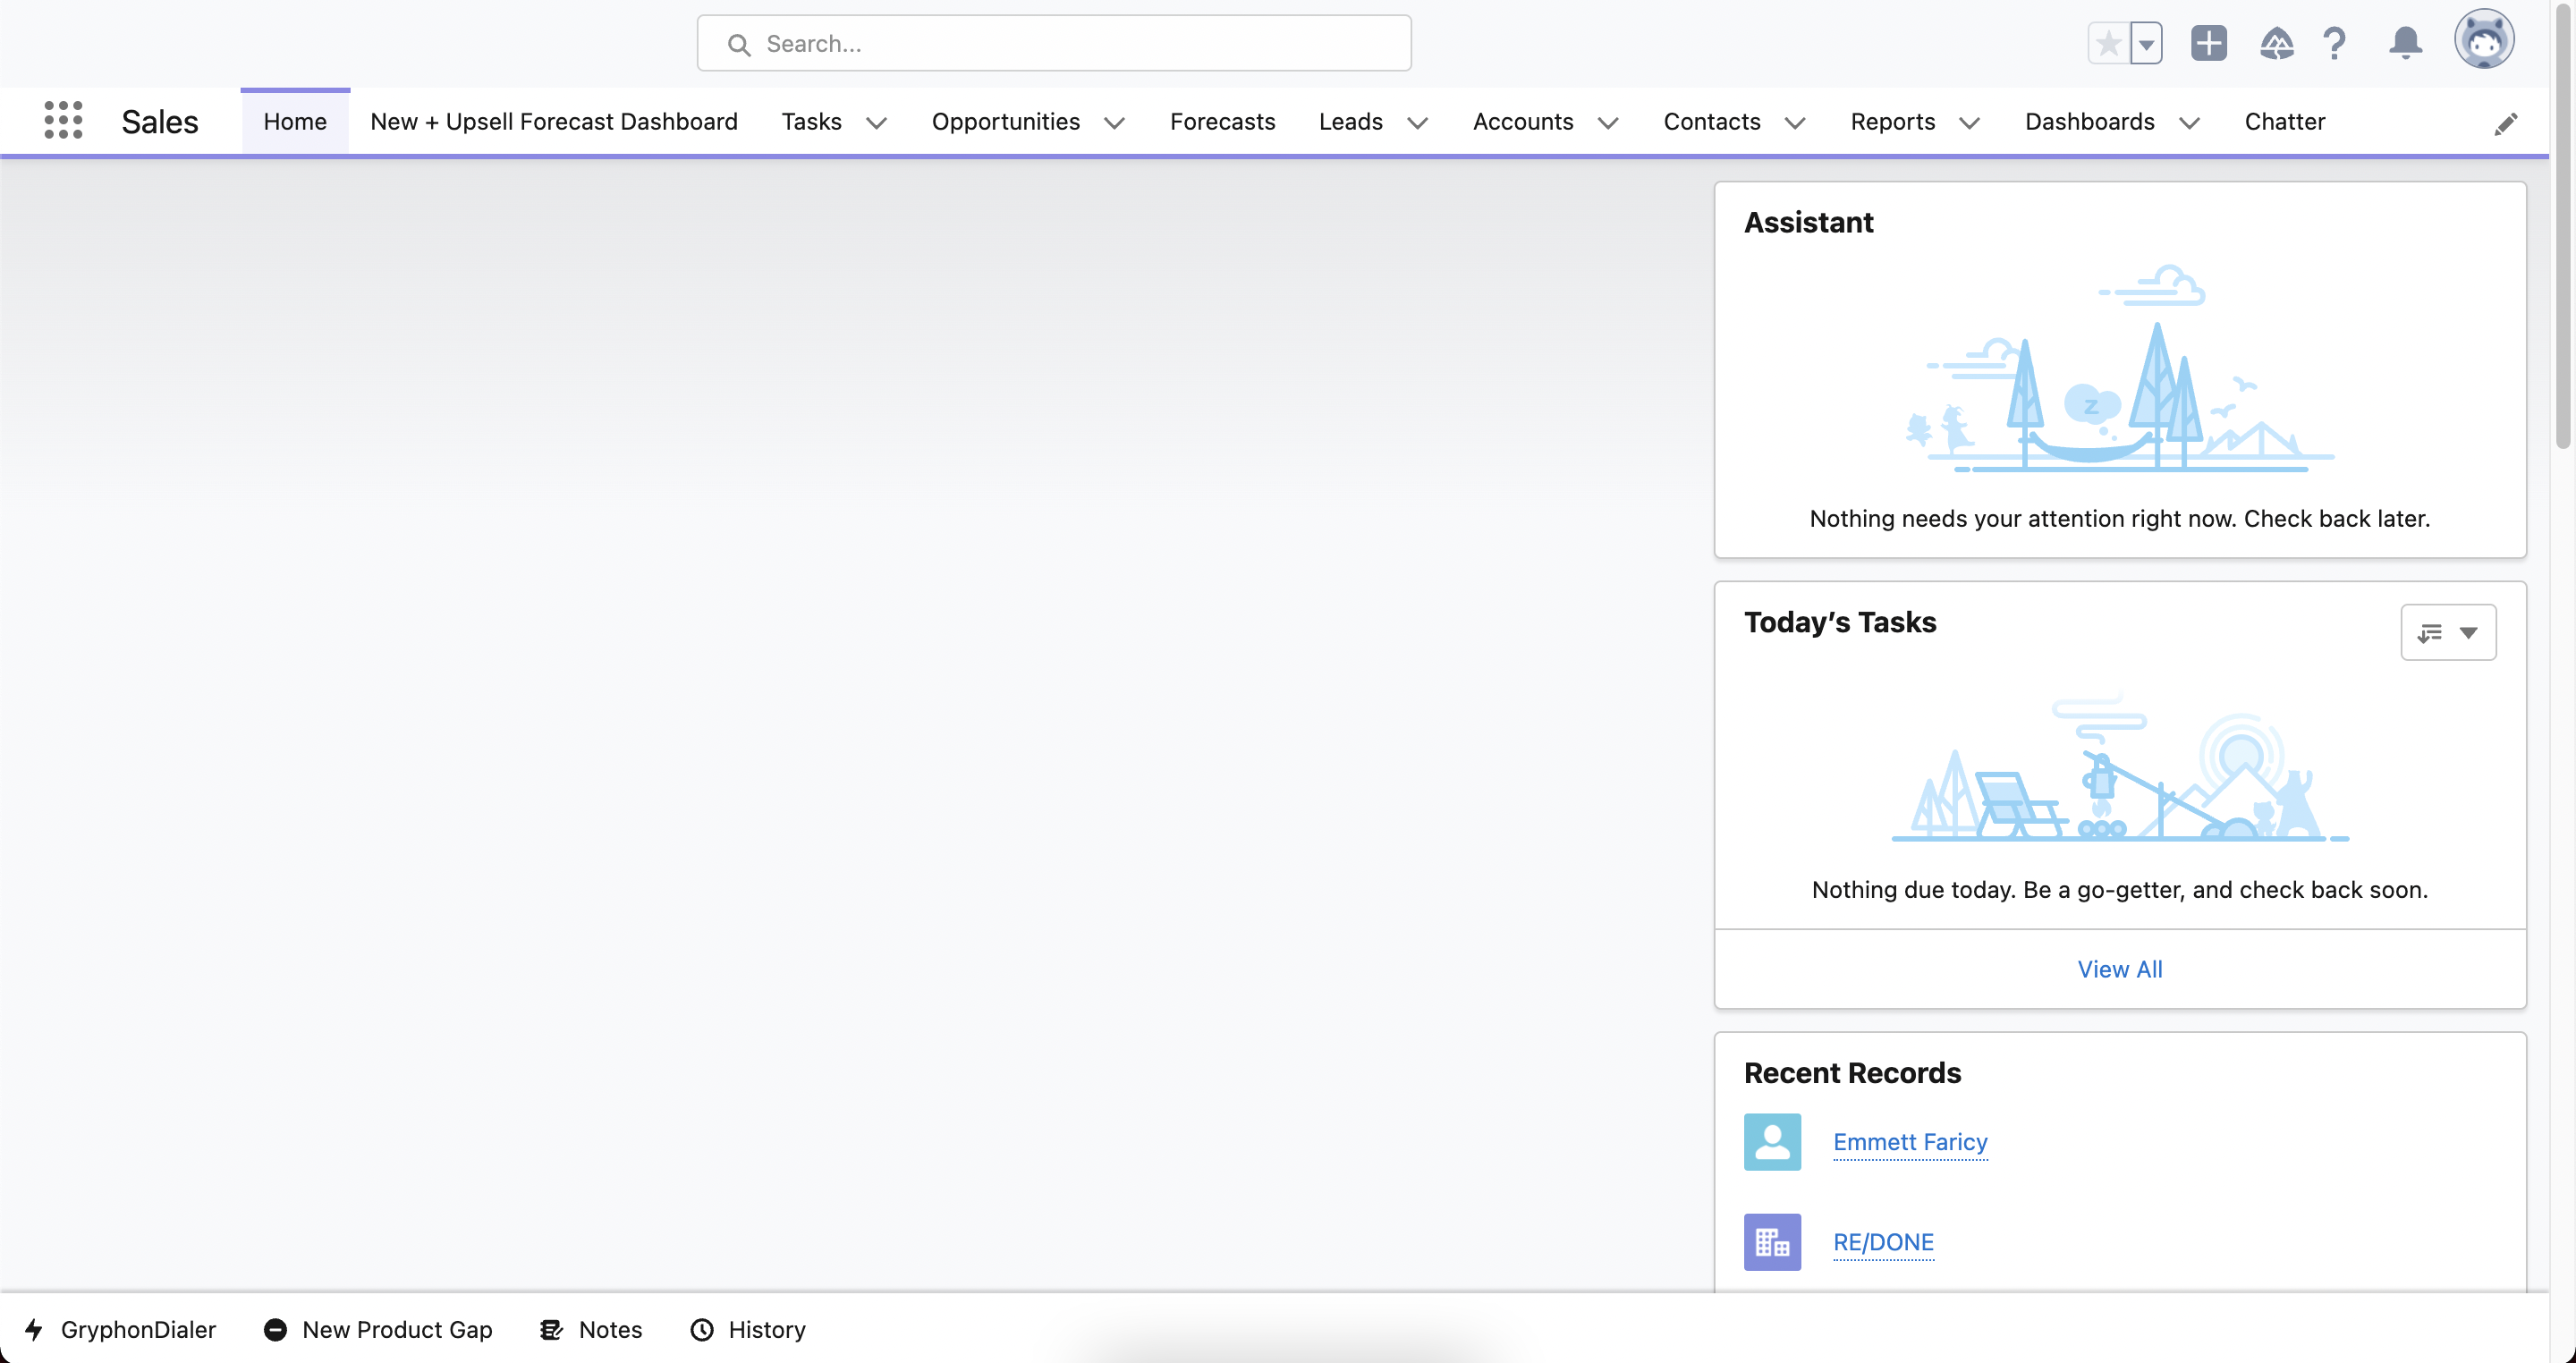 Search...
Sales
Home
New + Upsell Forecast Dashboard
Tasks
Opportunities
Forecasts
Leads
Accounts
Contacts
Reports
Dashboards
Chatter
Assistant
z
Nothing needs your attention right now. Check back later.
Today’s Tasks
Nothing due today. Be a go-getter, and check back soon.
View All
Recent Records
Emmett Faricy
RE/DONE
GryphonDialer
New Product Gap
Notes
History